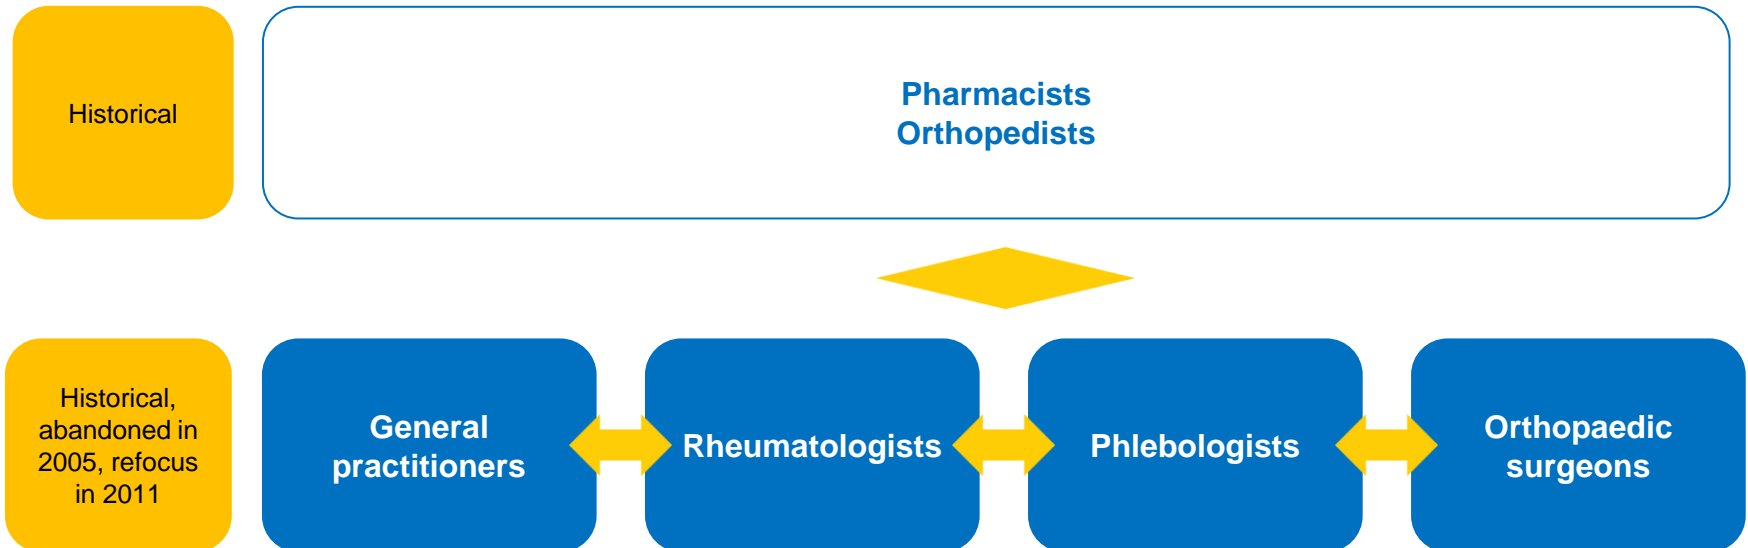 Historical
Pharmacists
Orthopedists
Historical,
abandoned in
2005, refocus
in 2011
General
practitioners
Rheumatologists
Phlebologists
Orthopaedic
surgeons